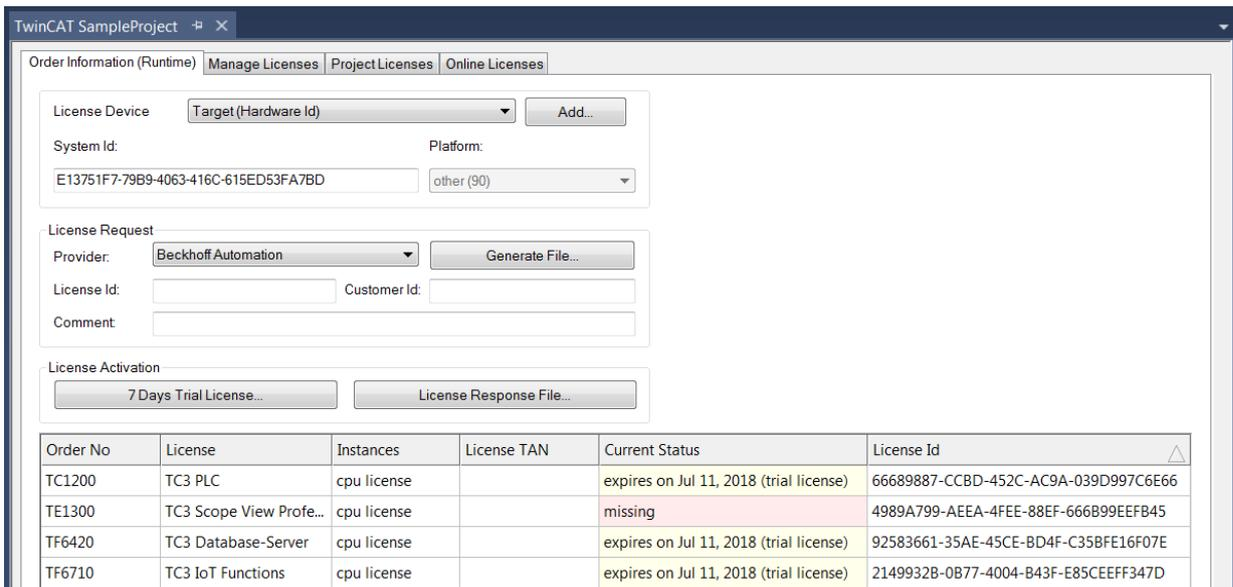 TwinCAT SampleProject
Order Information (Runtime) Manage Licenses Project Licenses Online Licenses
License Device Target (Hardware Id) Add...
System Id: Platform:
E13751F7-79B9-4063-416C-615ED53FA7BD other (90)
License Request
Provider: Beckhoff Automation Generate File...
License Id: Customer Id:
Comment:
License Activation
7 Days Trial License... License Response File...
Order No License Instances License TAN Current Status License Id
TC1200 TC3 PLC cpu license expires on Jul 11, 2018 (trial license) 66689887-CCBD-452C-AC9A-039D997C6E66
TE1300 TC3 Scope View Profe... cpu license missing 4989A799-AEEA-4FEE-88EF-666B99EEFB45
TF6420 TC3 Database-Server cpu license expires on Jul 11, 2018 (trial license) 92583661-35AE-45CE-BD4F-C35BFE16F07E
TF6710 TC3 IoT Functions cpu license expires on Jul 11, 2018 (trial license) 2149932B-0B77-4004-B43F-E85CEEFF347D